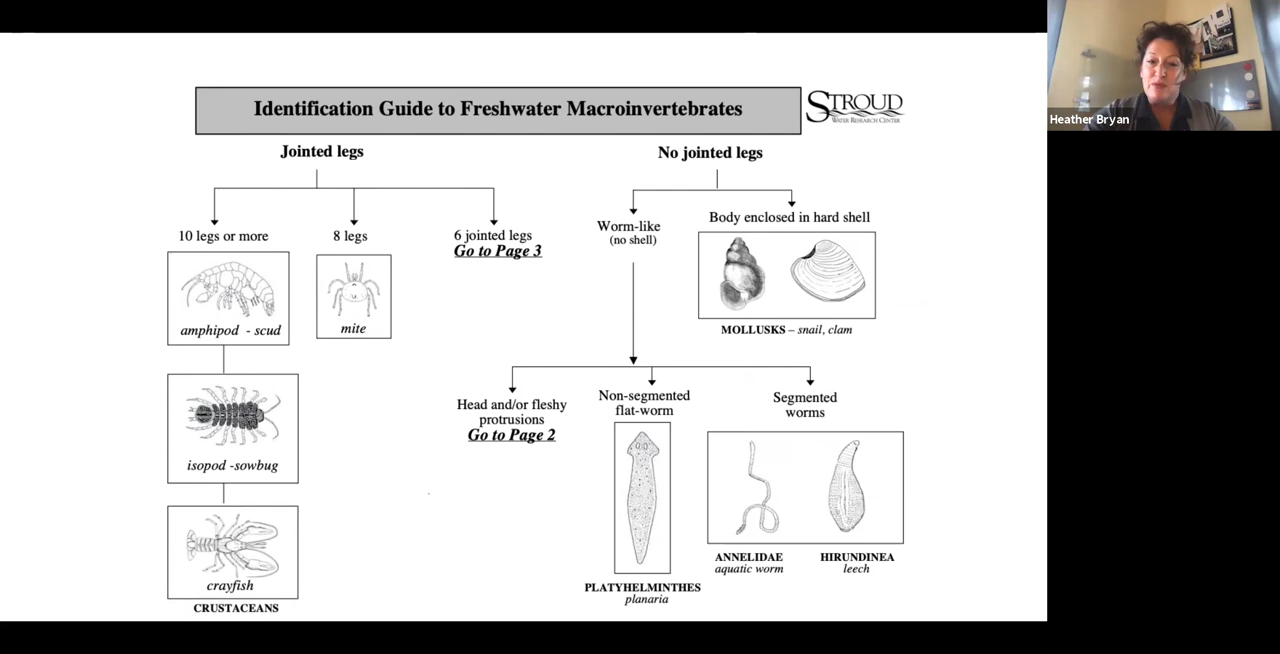 Identification Guide to Freshwater Macroinvertebrates
STROUD
WATER RESEARCH CENTER
Heather Bryan
Jointed legs
No jointed legs
10 legs or more
8 legs
6 jointed legs
Go to Page 3
Worm-like
(no shell)
Body enclosed in hard shell
amphipod - scud
mite
MOLLUSKS – snail, clam
isopod -sowbug
Head and/or fleshy
protrusions
Go to Page 2
Non-segmented
flat-worm
Segmented
worms
crayfish
CRUSTACEANS
PLATYHELMINTHES
planaria
ANNELIDAE
aquatic worm
HIRUNDINEA
leech